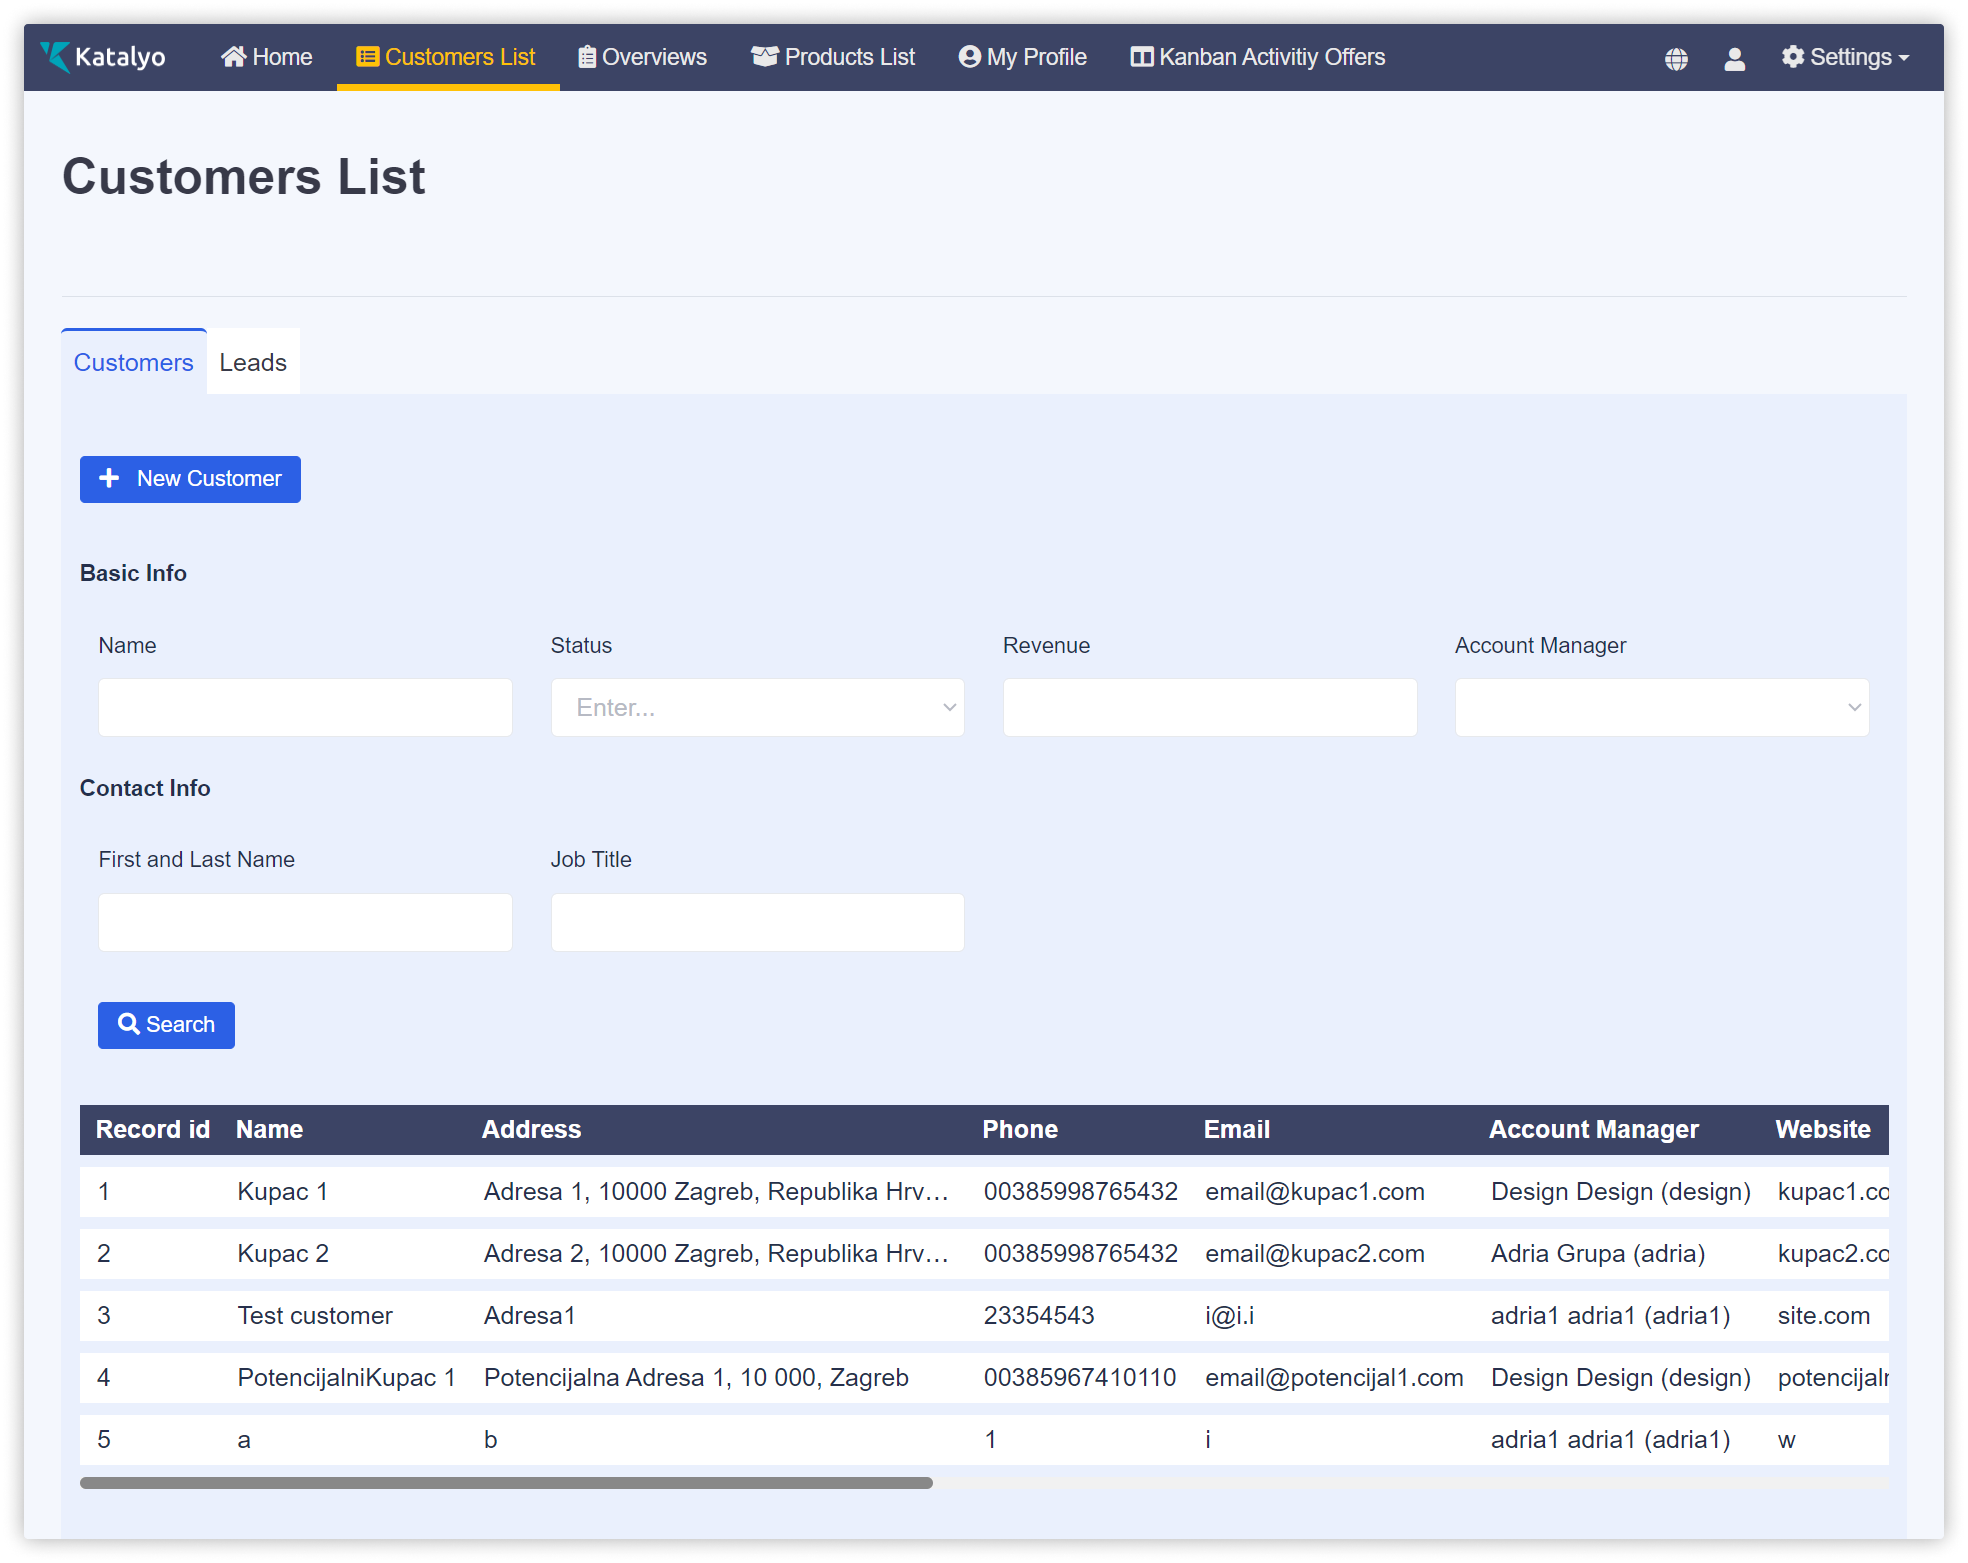 Katalyo Home Customers List Overviews Products List My Profile Kanban Activitiy Offers Settings
Customers List
Customers Leads
New Customer
Basic Info
Name Status Revenue Account Manager
Enter...
Contact Info
First and Last Name Job Title
Search
Record id Name Address Phone Email Account Manager Website
1 Kupac 1 Adresa 1, 10000 Zagreb, Republika Hrv... 00385998765432 email@kupac1.com Design Design (design) kupac1.co
2 Kupac 2 Adresa 2, 10000 Zagreb, Republika Hrv... 00385998765432 email@kupac2.com Adria Grupa (adria) kupac2.co
3 Test customer Adresa1 23354543 i@i.i adria1 adria1 (adria1) site.com
4 PotencijalniKupac 1 Potencijalna Adresa 1, 10 000, Zagreb 00385967410110 email@potencijal1.com Design Design (design) potencijaln
5 a b 1 i adria1 adria1 (adria1) w